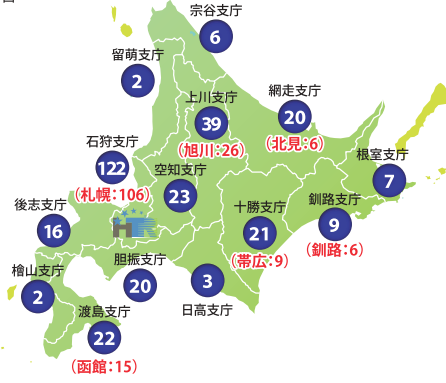 宗谷支庁
6
留萌支庁
2
上川支庁
39
(旭川:26)
網走支庁
20
(北見:6)
石狩支庁
122
(札幌:106)
空知支庁
23
根室支庁
7
後志支庁
16
十勝支庁
21
(帯広:9)
釧路支庁
9
(釧路:6)
胆振支庁
20
日高支庁
3
檜山支庁
2
渡島支庁
22
(函館:15)
H